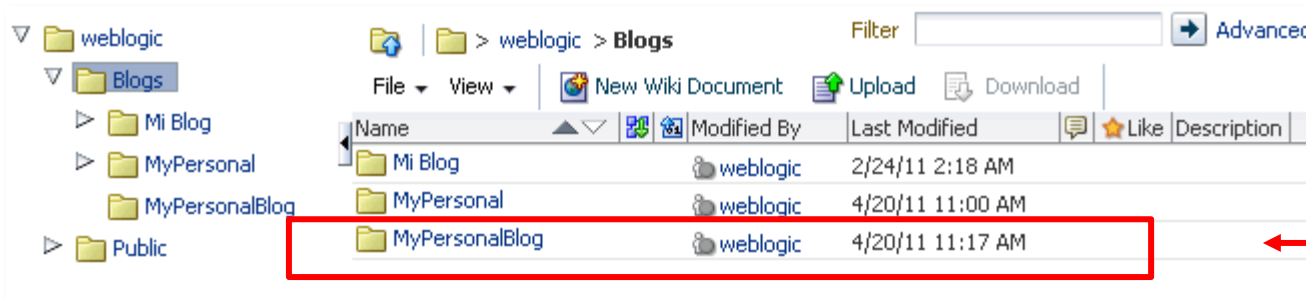 weblogic
Blogs
Mi Blog
MyPersonal
MyPersonalBlog
Public
> weblogic > Blogs
Filter
Advanced
File View New Wiki Document Upload Download
Name Modified By Last Modified Like Description
Mi Blog weblogic 2/24/11 2:18 AM
MyPersonal weblogic 4/20/11 11:00 AM
MyPersonalBlog weblogic 4/20/11 11:17 AM